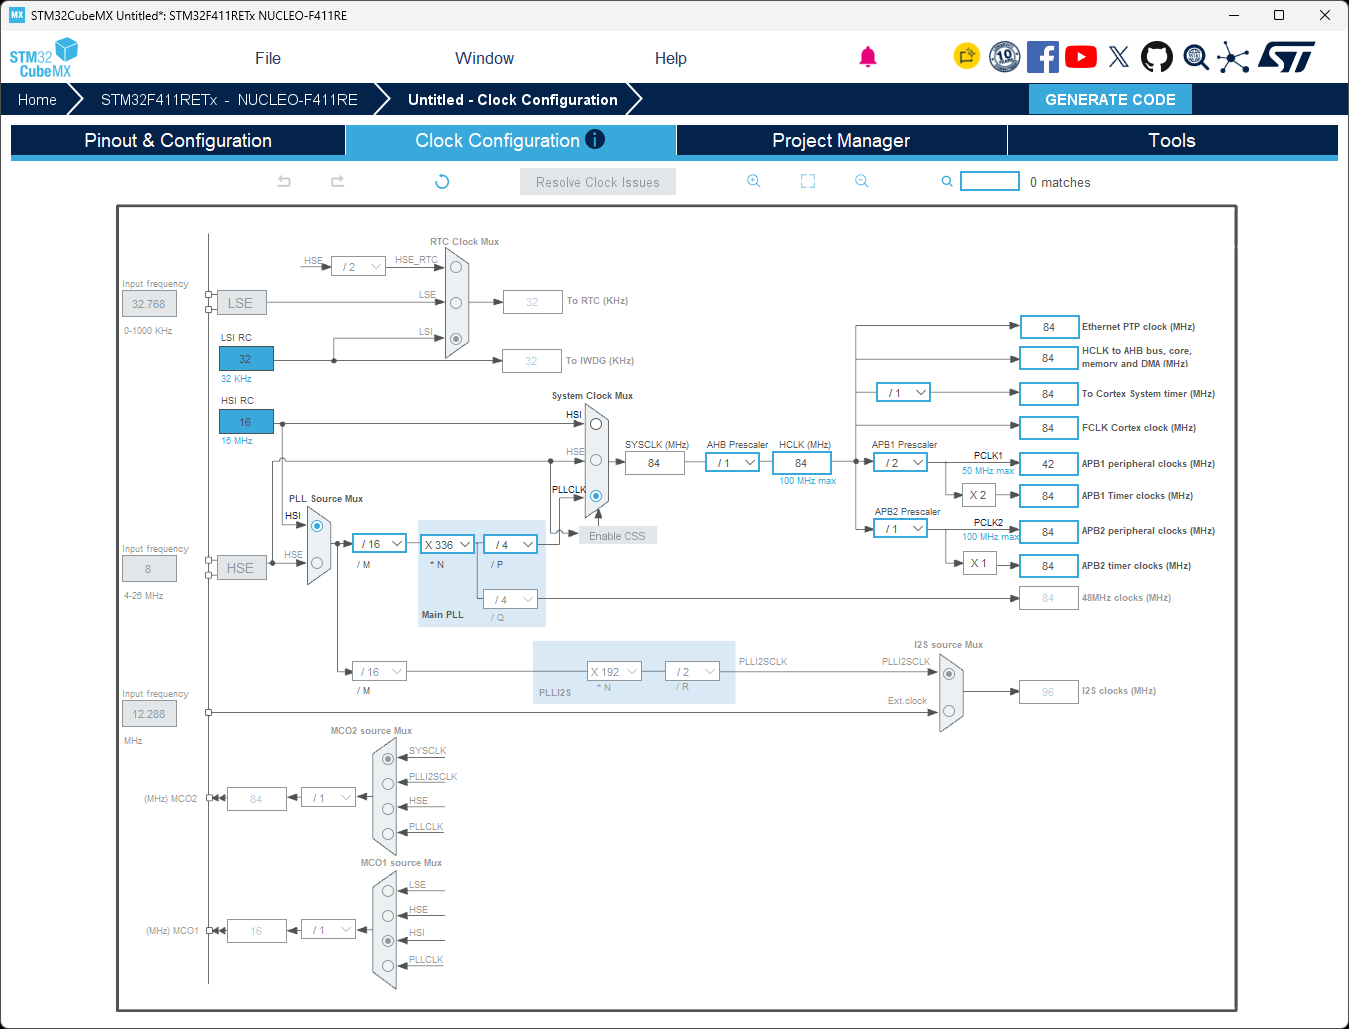 MX STM32CubeMX Untitled*: STM32F411RETx NUCLEO-F411RE
STM32
CubeMX
File Window Help
10
Home STM32F411RETx - NUCLEO-F411RE Untitled - Clock Configuration GENERATE CODE
Pinout & Configuration Clock Configuration Project Manager Tools
Resolve Clock Issues 0 matches
RTC Clock Mux
HSE / 2 HSE_RTC
Input frequency
32.768 LSE LSE 32 To RTC (KHz)
0-1000 KHz
LSI RC LSI
32 32 To IWDG (KHz)
32 KHz
HSI RC
16
16 MHz
System Clock Mux
HSI
HSE
PLLCLK
SYSCLK (MHz) AHB Prescaler HCLK (MHz)
84 / 1 84
100 MHz max
84 Ethernet PTP clock (MHz)
84 HCLK to AHB bus, core,
memory and DMA (MHz)
/ 1 84 To Cortex System timer (MHz)
84 FCLK Cortex clock (MHz)
APB1 Prescaler PCLK1
/ 2 42 APB1 peripheral clocks (MHz)
50 MHz max
X 2 84 APB1 Timer clocks (MHz)
APB2 Prescaler PCLK2
/ 1 84 APB2 peripheral clocks (MHz)
100 MHz max
X 1 84 APB2 timer clocks (MHz)
84 48MHz clocks (MHz)
Enable CSS
PLL Source Mux
HSI
HSE
Input frequency
8 HSE
4-26 MHz
/ 16 X 336 / 4
/ M * N / P
/ 4
Main PLL / Q
/ 16 X 192 / 2 PLLI2SCLK
/ M PLLI2S * N / R
I2S source Mux
PLLI2SCLK
Ext.clock
96 I2S clocks (MHz)
Input frequency
12.288
MHz
MCO2 source Mux
SYSCLK
PLLI2SCLK
HSE
PLLCLK
(MHz) MCO2 84 / 1
MCO1 source Mux
LSE
HSE
HSI
PLLCLK
(MHz) MCO1 16 / 1